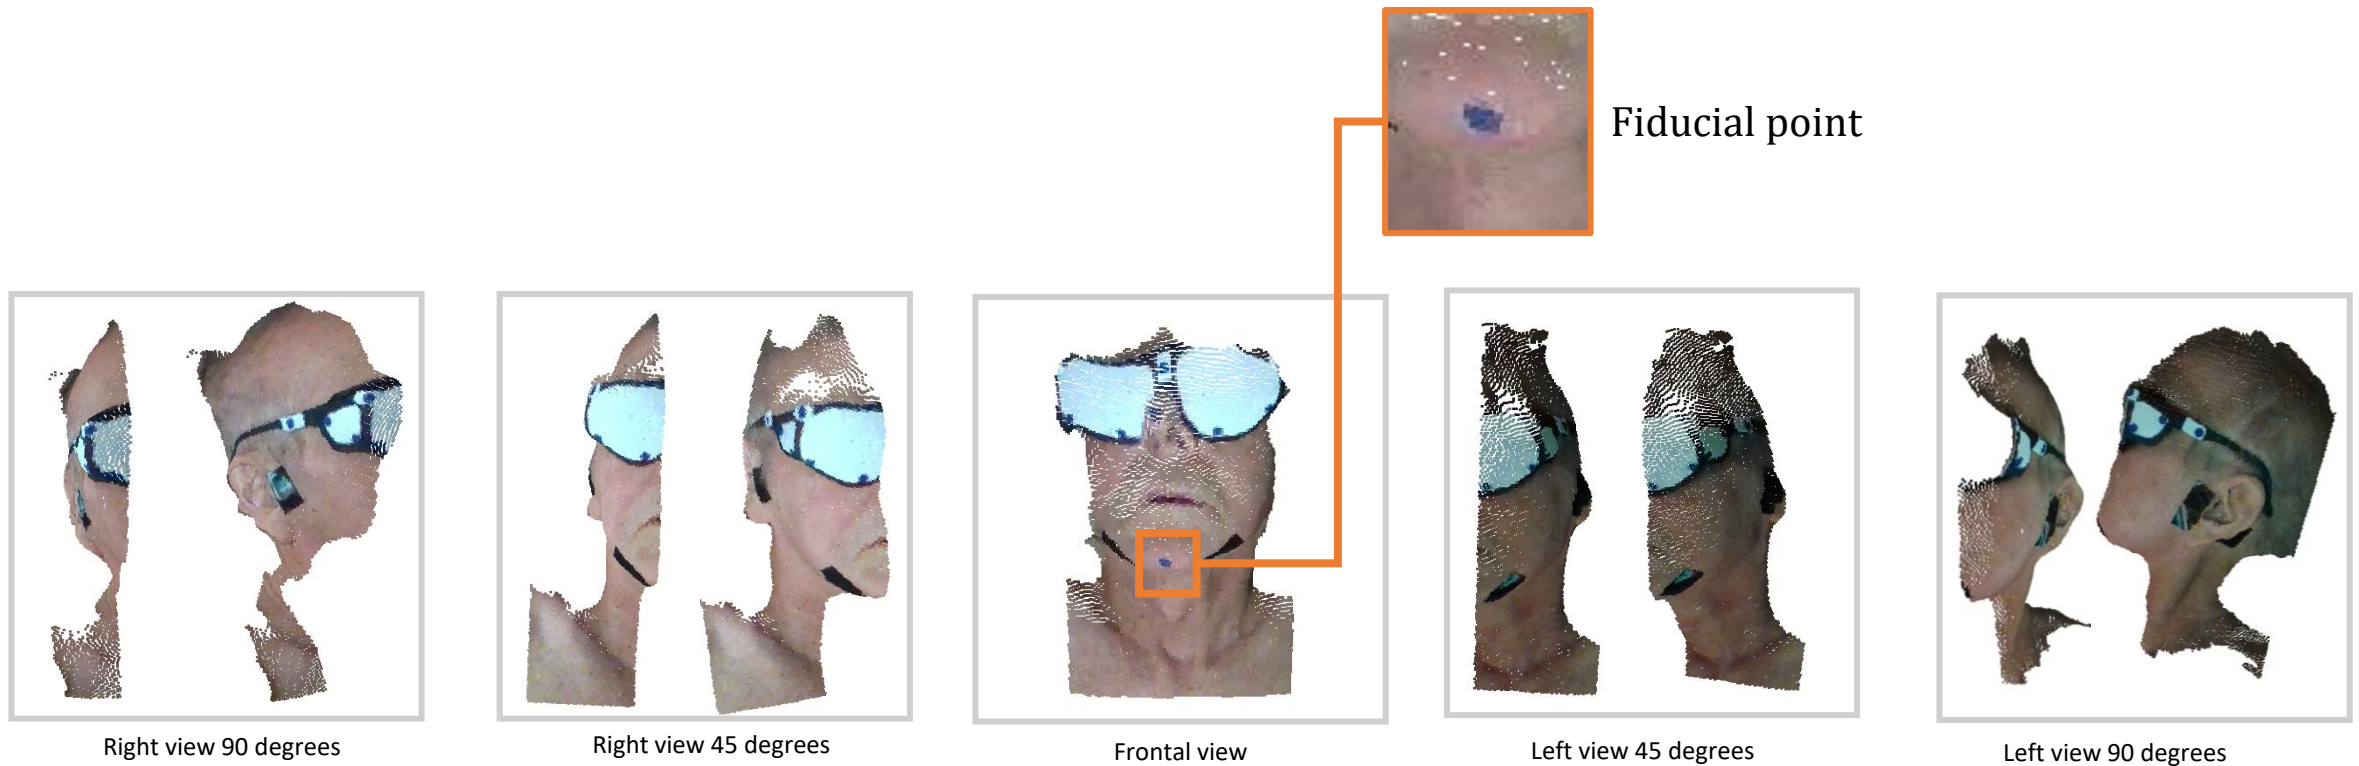 Fiducial point
Right view 90 degrees
Right view 45 degrees
Frontal view
Left view 45 degrees
Left view 90 degrees